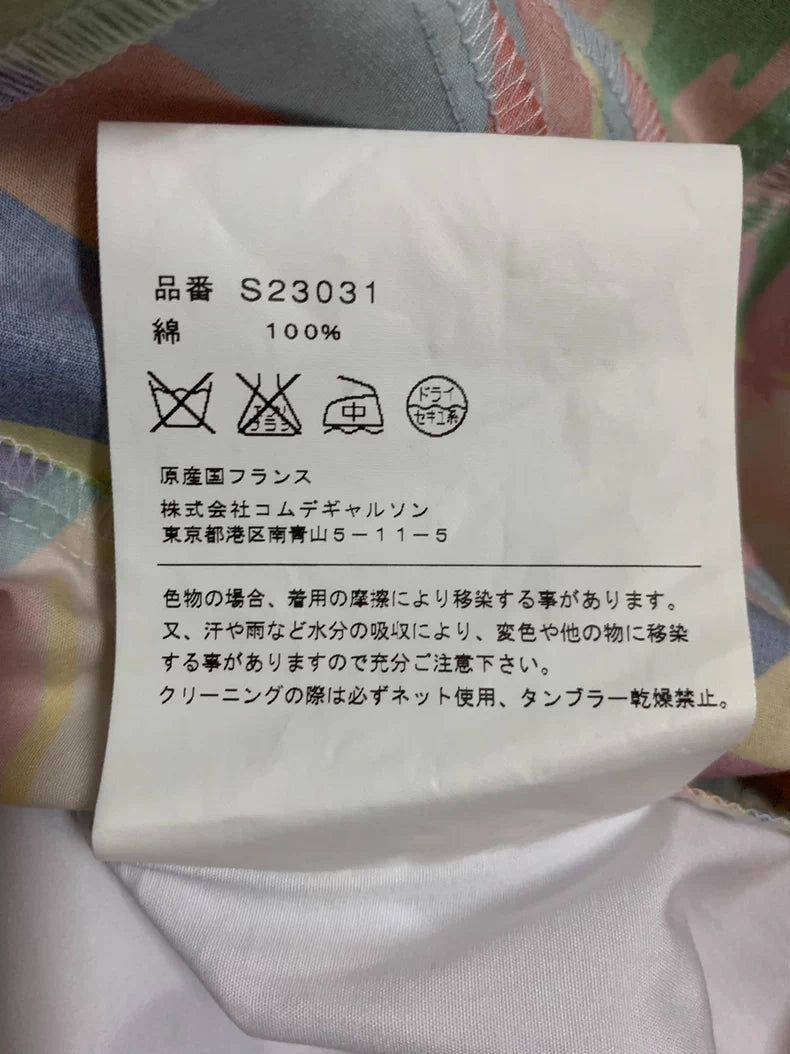 品番 S23031
綿 100%
中
ドライ
セキユ系
原産国フランス
株式会社コムデギャルソン
東京都港区南青山5-11-5
色物の場合、着用の摩擦により移染する事があります。
又、汗や雨など水分の吸収により、変色や他の物に移染
する事がありますので充分ご注意下さい。
クリーニングの際は必ずネット使用、タンブラー乾燥禁止。